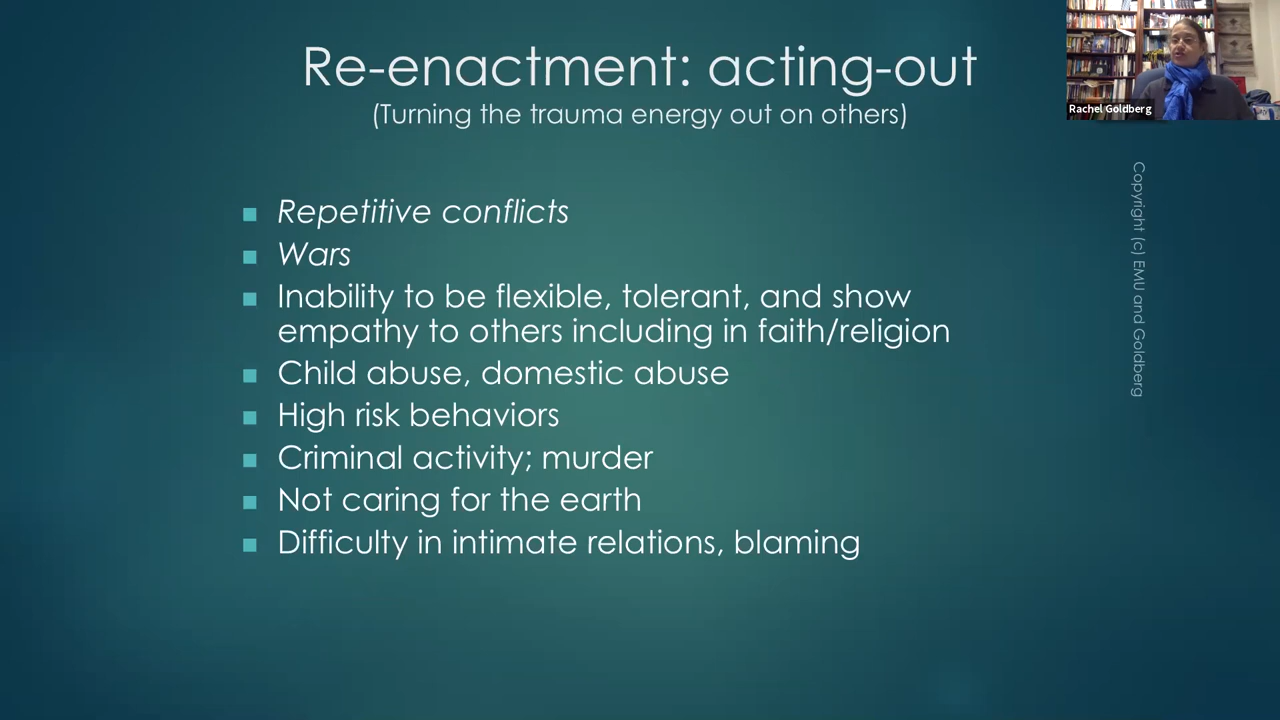 Re-enactment: acting-out
(Turning the trauma energy out on others)
Rachel Goldberg
Repetitive conflicts
Wars
Inability to be flexible, tolerant, and show
empathy to others including in faith/religion
Child abuse, domestic abuse
High risk behaviors
Criminal activity; murder
Not caring for the earth
Difficulty in intimate relations, blaming
Copyright (c) EMU and Goldberg